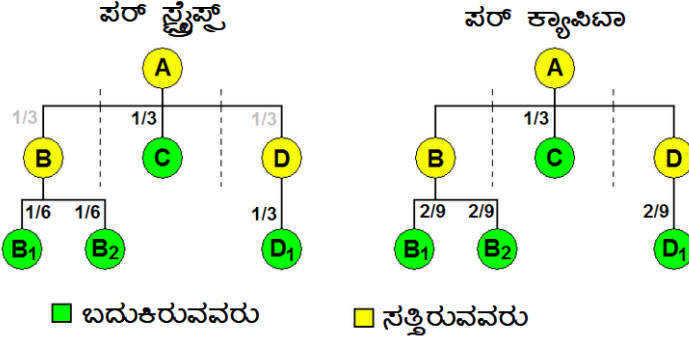 ಪರ್ ಸ್ಟ್ರೈಪ್ಸ್
ಪರ್ ಕ್ಯಾಪಿಟಾ
A A
1/3 1/3 1/3 1/3
B C D B C D
1/6 1/6 1/3 2/9 2/9 2/9
B1 B2 D1 B1 B2 D1
ಬದುಕಿರುವವರು ಸತ್ತಿರುವವರು